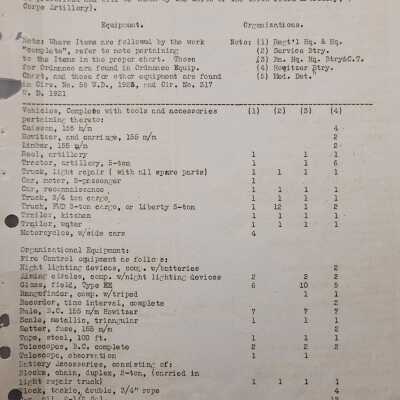 Corps Artillery).
Equipment. Organizations.
Note: Where Items are followed by the work Note: (1) Regt'l Hq. & Hq.
"complete", refer to note pertaining (2) Service Btry.
to the Items in the proper chart. Those (3) Bn. Hq. Hq. Btry&C.T.
for Ordnance are found in Ordnance Equip. (4) Howitzer Btry.
Chart, and those for other equipment are found (5) Med. Det."
in Cirs. No 56 W.D., and Cir. No. 317
W. D. 1921
Vehicles, Complete with tools and accessories (1) (2) (3) (4)
pertaining thereto:
Caisson, 155 m/m 4
Howitzer, and carriage, 155 m/m 2
Limber, 155 m/m 2
Reel, artillery 1 1 1
Tractor, artillery, 5-ton 1 1 6
Truck, light repair ( with all spare parts) 1 1 1 1
Car, motor, 5-passenger 1
Car, reconnaissance 1 1 1 1
Truck, 3/4 ton cargo 1 1 1 1
Truck, FWD 3-ton cargo, or Liberty 3-ton 1 12 1 2
Trailer, kitchen 1 1 1 1
Trailer, water 1 1 1 1
Motorcycles, w/side cars 4
Organizational Equipment:
Fire Control equipment as follows:
Night lighting devices, comp. w/batteries 2
Aiming circles, comp. w/night lighting devices 2 2 2
Glass, field, Type EE 6 10 5
Rangefinder, comp. w/tripod 1 1
Recorder, time interval, complete 2
Rule, B.C. 155 m/m Howitzer 7 7 7
Scale, metallic, triangular 1 1 1
Setter, fuse, 155 m/m 2
Tape, steel, 100 ft. 1 1 1
Telescopes, B.C. complete 2 2 2
Telescope, observation 1 1
Battery Accessories, consisting of:
Blocks, chain, duplex, 2-ton, (carried in
light repair truck) 1 1 1 1
Block, tackle, double, 3/4" rope 4